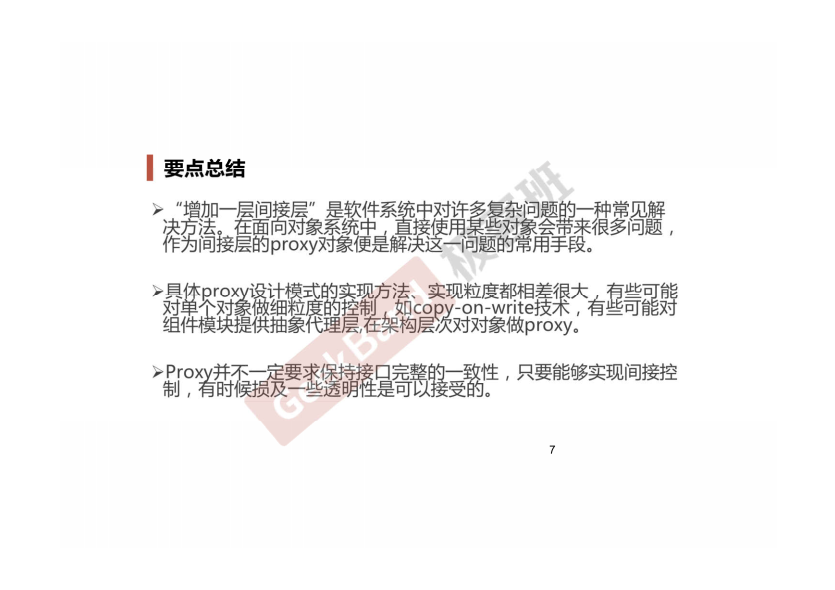 要点总结
➢“增加一层间接层”是软件系统中对许多复杂问题的一种常见解
决方法。在面向对象系统中，直接使用某些对象会带来很多问题，
作为间接层的proxy对象便是解决这一问题的常用手段。
➢具体proxy设计模式的实现方法、实现粒度都相差很大，有些可能
对单个对象做细粒度的控制，如copy-on-write技术，有些可能对
组件模块提供抽象代理层,在架构层次对对象做proxy。
➢Proxy并不一定要求保持接口完整的一致性，只要能够实现间接控
制，有时候损及一些透明性是可以接受的。
GeekBand 极客班
7